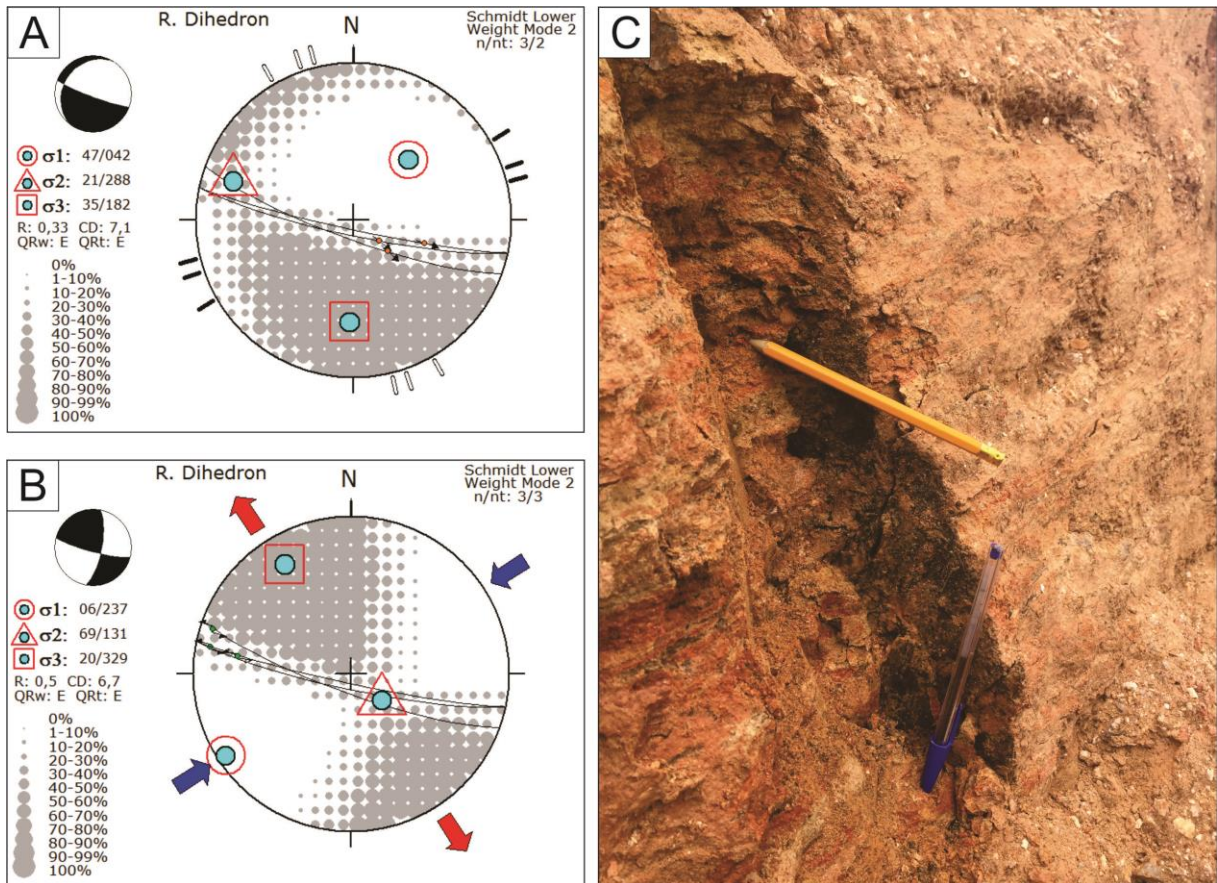 A
R. Dihedron
Schmidt Lower
Weight Mode 2
n/nt: 3/2
N
σ1: 47/042
σ2: 21/288
σ3: 35/182
R: 0,33 CD: 7,1
QRw: E QRt: E
0%
1-10%
10-20%
20-30%
30-40%
40-50%
50-60%
60-70%
70-80%
80-90%
90-99%
100%
B
R. Dihedron
Schmidt Lower
Weight Mode 2
n/nt: 3/3
N
σ1: 06/237
σ2: 69/131
σ3: 20/329
R: 0,5 CD: 6,7
QRw: E QRt: E
0%
1-10%
10-20%
20-30%
30-40%
40-50%
50-60%
60-70%
70-80%
80-90%
90-99%
100%
C